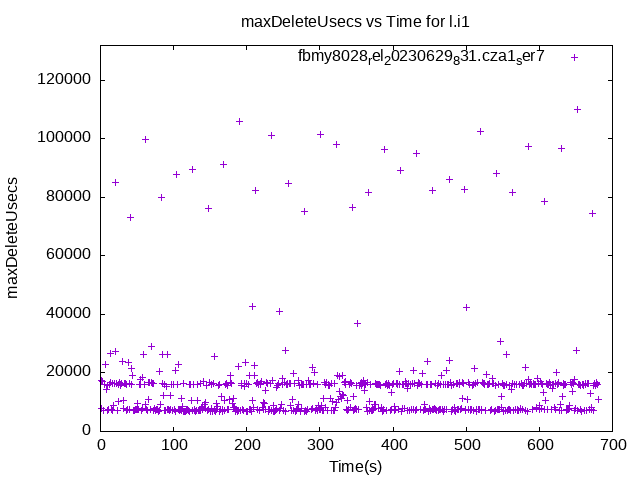 maxDeleteUsecs vs Time for l.i1
fbmy8028rel20230629831.cza1ser7
120000
100000
80000
60000
40000
20000
0
maxDeleteUsecs
0 100 200 300 400 500 600 700
Time(s)